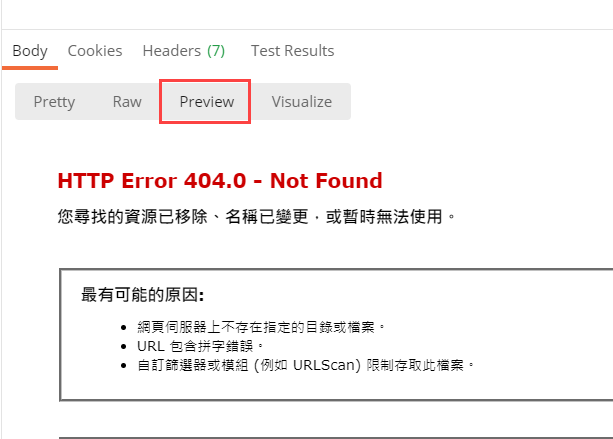 Body Cookies Headers (7) Test Results
Pretty Raw Preview Visualize
HTTP Error 404.0 - Not Found
您尋找的資源已移除、名稱已變更，或暫時無法使用。
最有可能的原因:
網頁伺服器上不存在指定的目錄或檔案。
URL 包含拼字錯誤。
自訂篩選器或模組 (例如 URLScan) 限制存取此檔案。